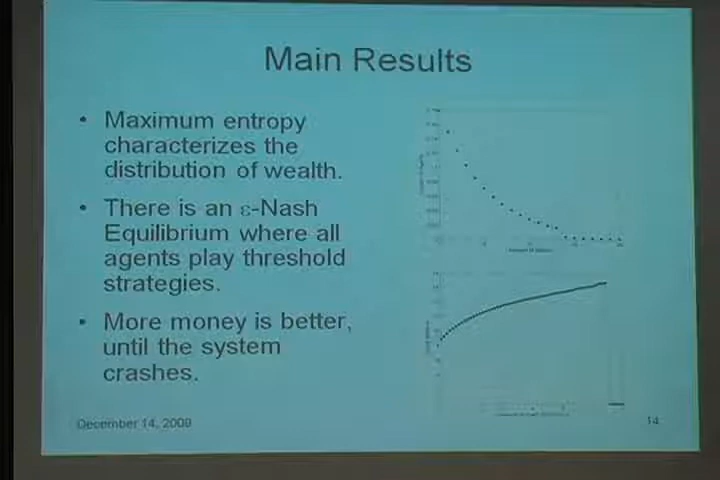 Main Results
• Maximum entropy
characterizes the
distribution of wealth.
• There is an ε-Nash
Equilibrium where all
agents play threshold
strategies.
• More money is better,
until the system
crashes.
December 14, 2009
14